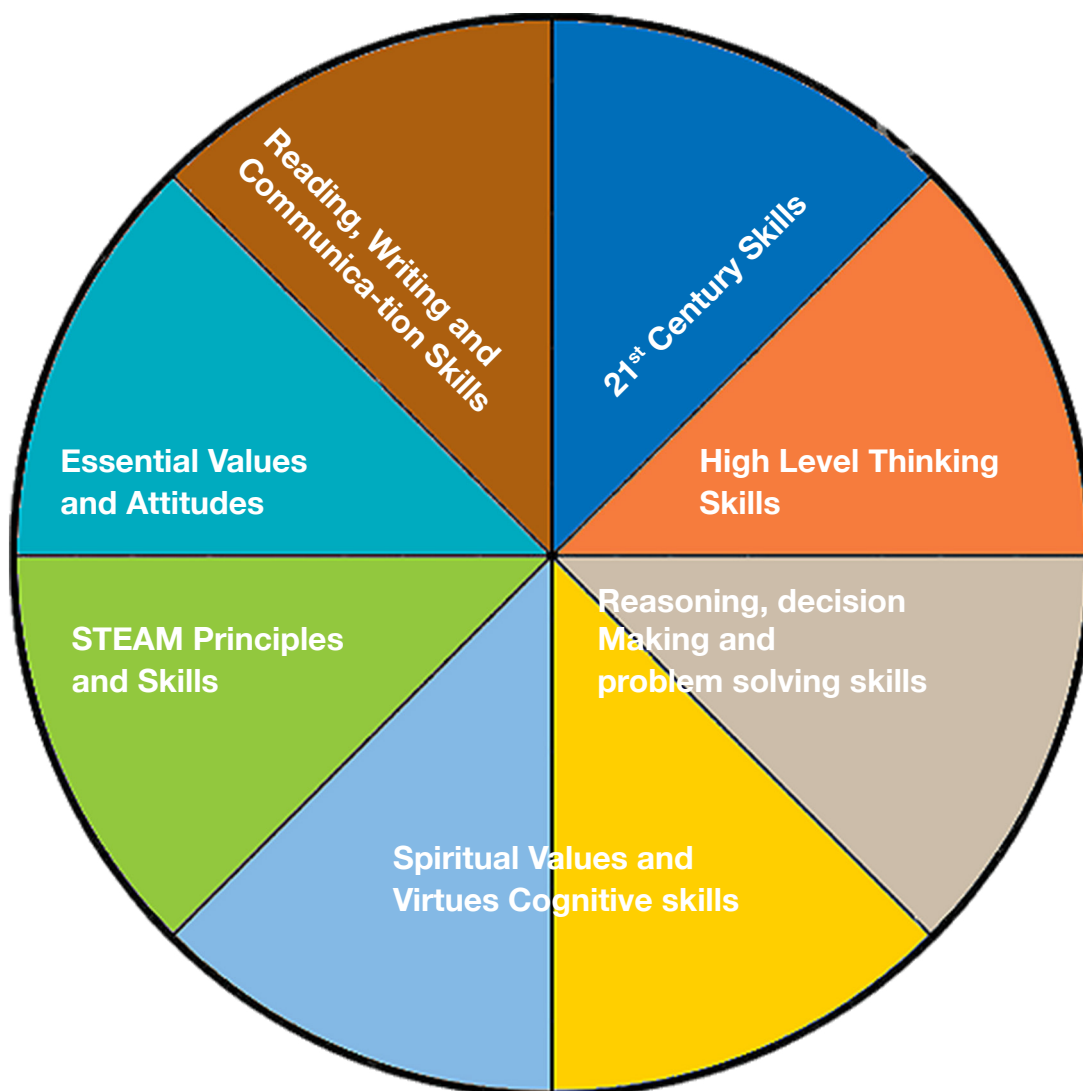 Reading, Writing and
Communica-tion Skills
21st Century Skills
Essential Values
and Attitudes
High Level Thinking
Skills
STEAM Principles
and Skills
Reasoning, decision
Making and
problem solving skills
Spiritual Values and
Virtues Cognitive skills